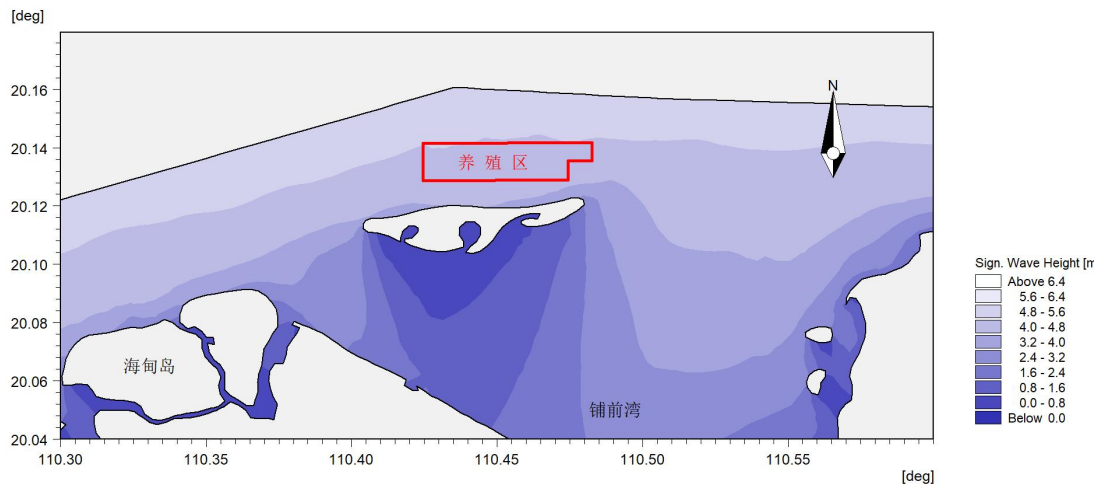 [deg]
20.16
20.14
20.12
20.10
20.08
20.06
20.04
N
养殖区
海甸岛
铺前湾
110.30 110.35 110.40 110.45 110.50 110.55
[deg]
Sign. Wave Height [m
Above 6.4
5.6 - 6.4
4.8 - 5.6
4.0 - 4.8
3.2 - 4.0
2.4 - 3.2
1.6 - 2.4
0.8 - 1.6
0.0 - 0.8
Below 0.0